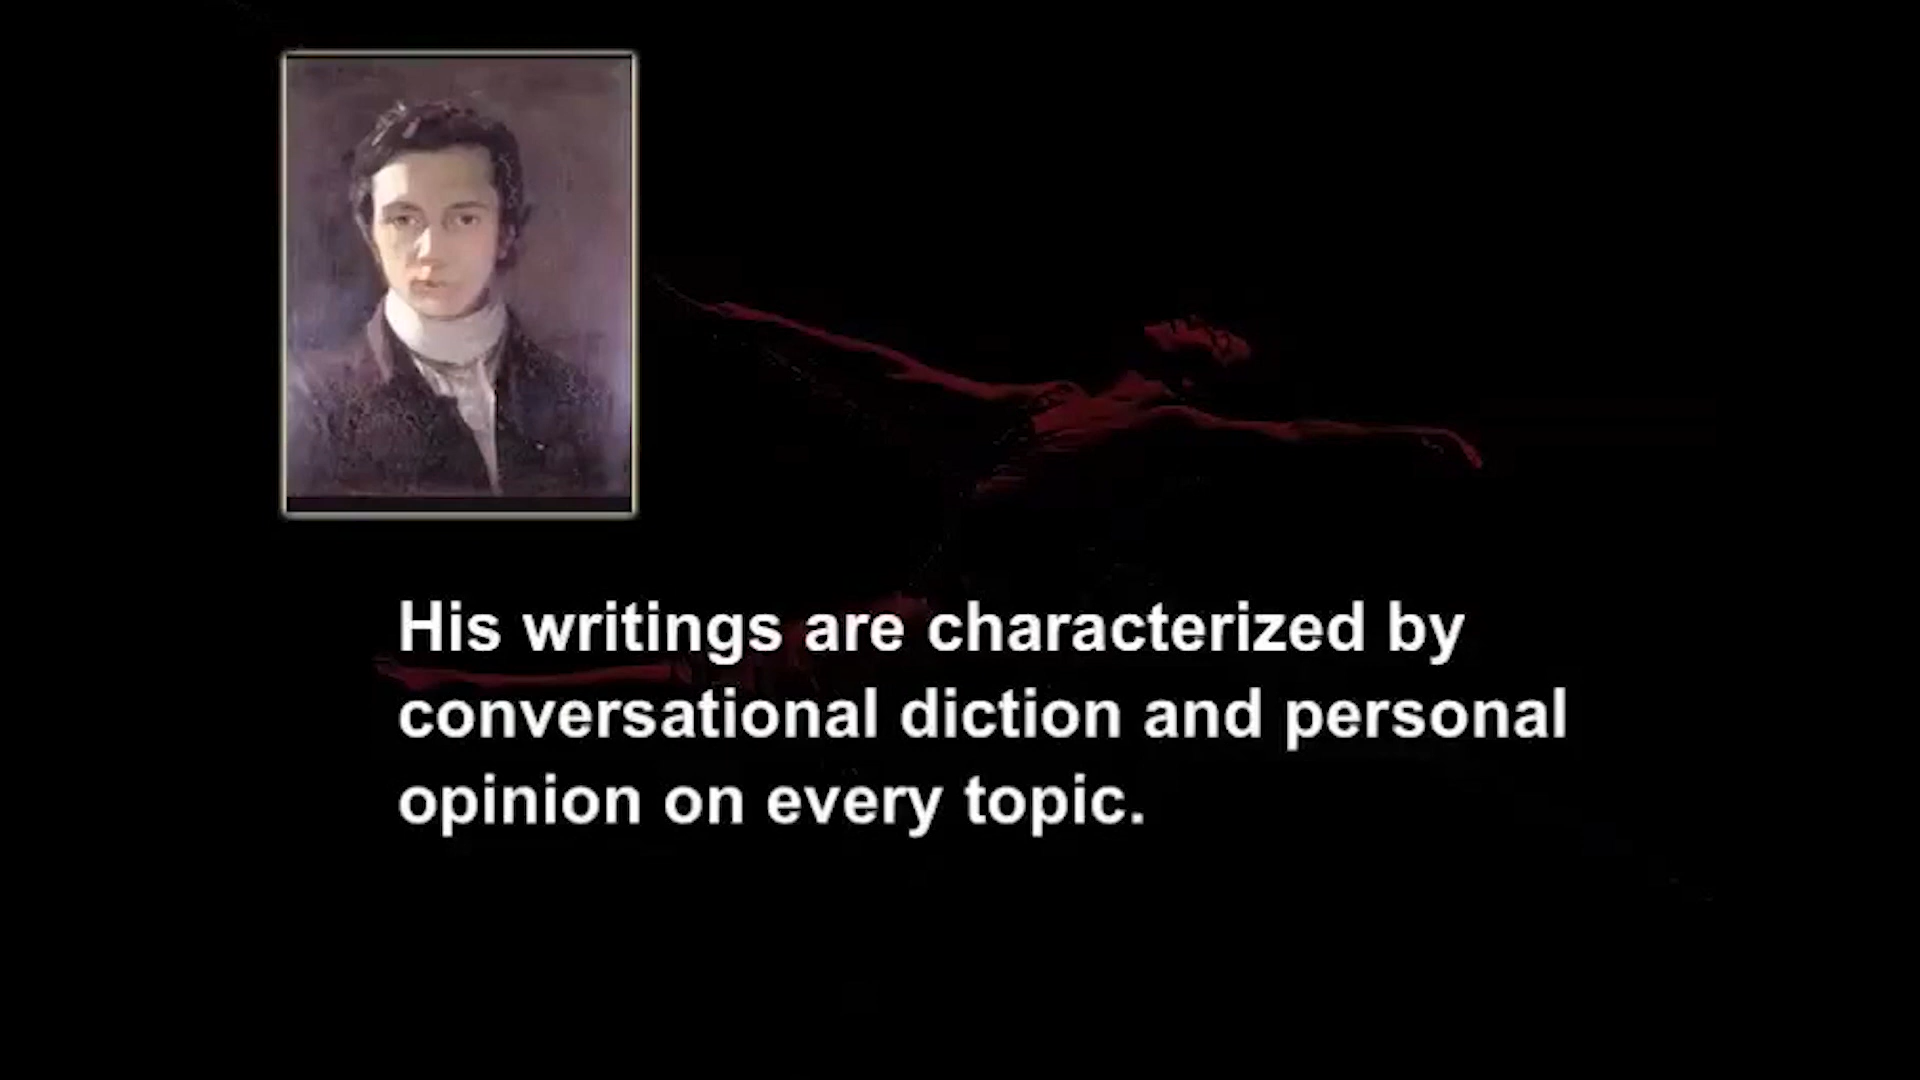 His writings are characterized by
conversational diction and personal
opinion on every topic.